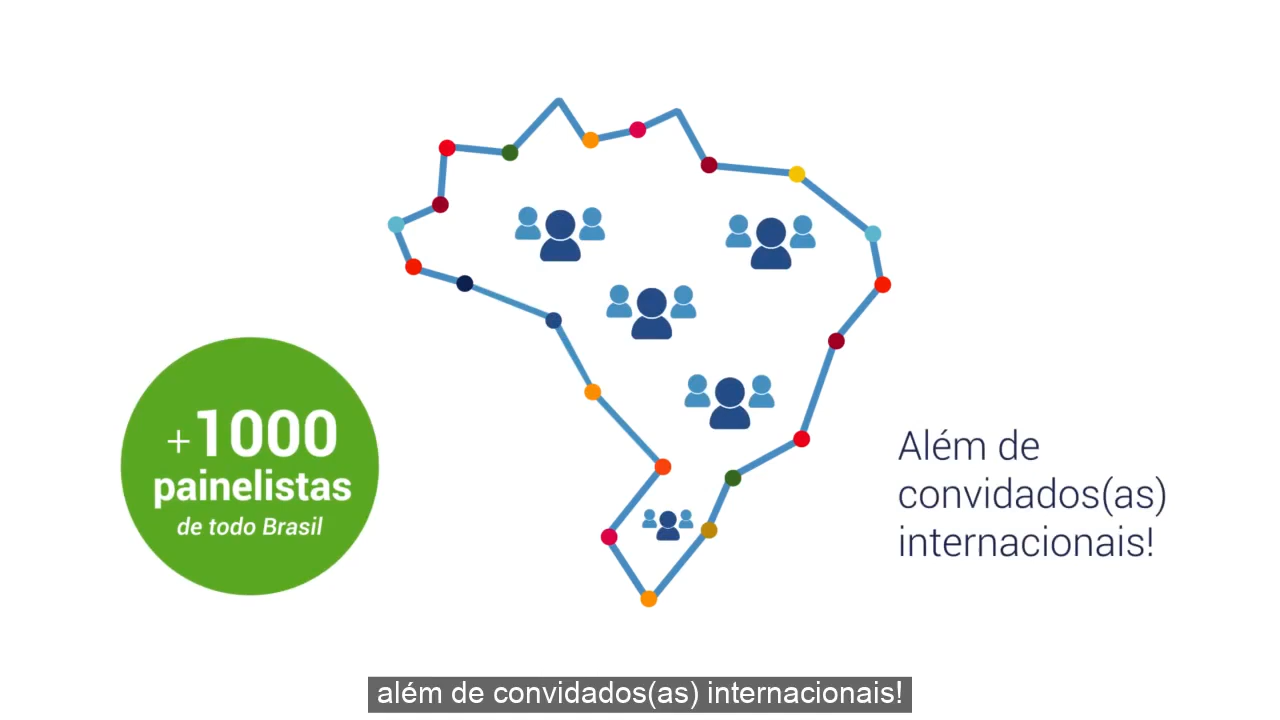 +1000
painelistas
de todo Brasil
Além de
convidados(as)
internacionais!
além de convidados(as) internacionais!